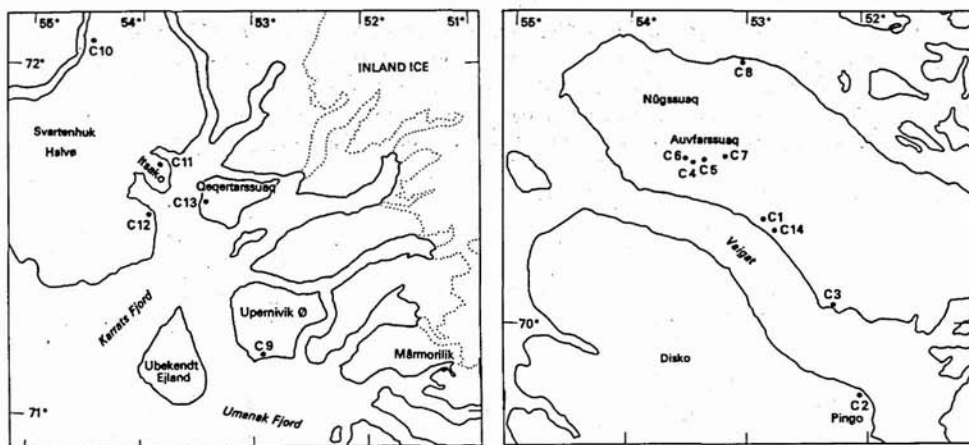 55° 54° 53° 52° 51°
C10
72°
INLAND ICE
Svartenhuk
Halvø
Itsako
C11
Qeqertarssuaq
C13
C12
Karrats Fjord
Upernivik Ø
C9
Mârmorilik
Ubekendt
Ejland
71°
Umanak Fjord
55° 54° 53° 52°
C8
Nûgssuaq
Auvfarssuaq
C6 C7
C4 C5
C1
C14
Vaigat
C3
70°
Disko
C2
Pingo